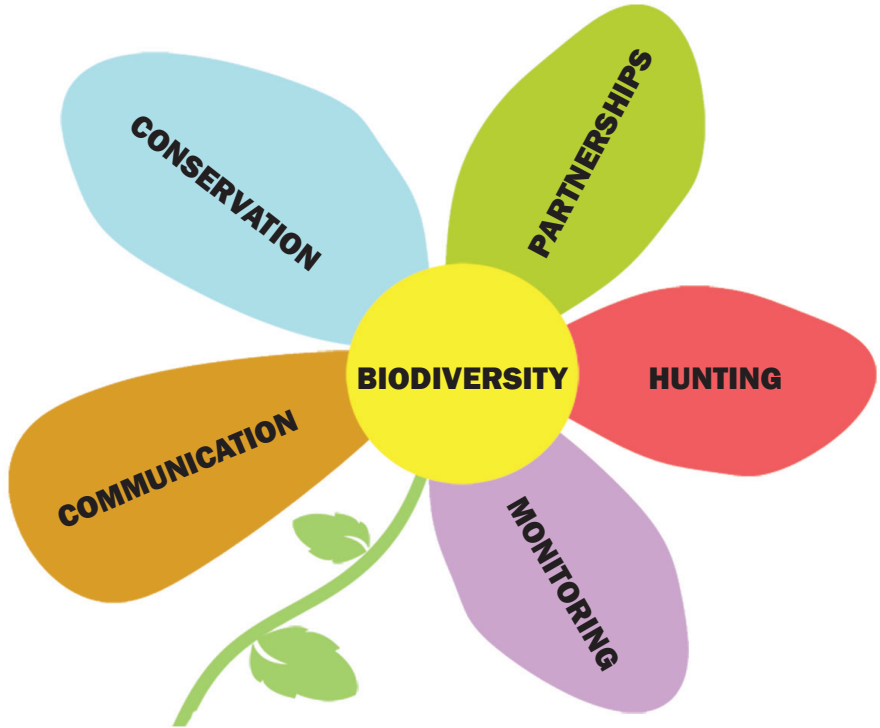 CONSERVATION
PARTNERSHIPS
BIODIVERSITY
HUNTING
COMMUNICATION
MONITORING